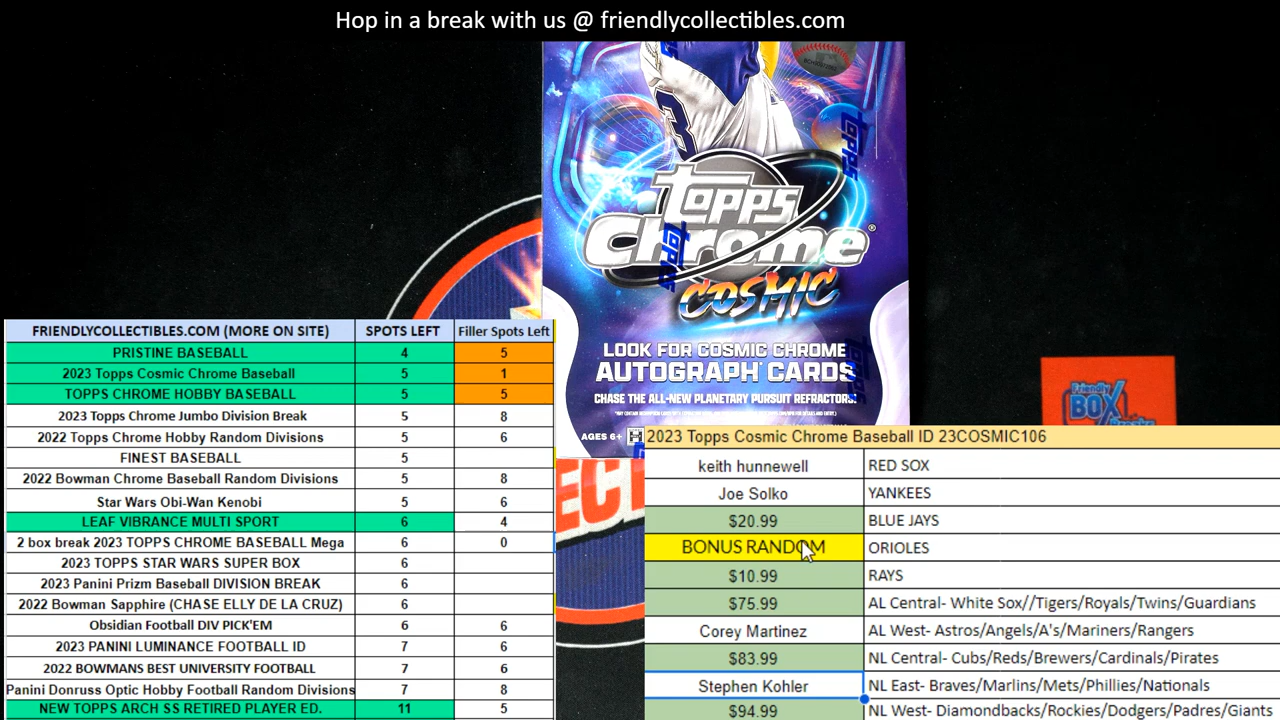 Hop in a break with us @ friendlycollectibles.com
topps
Chrome
COSMIC
LOOK FOR COSMIC CHROME
AUTOGRAPH CARDS
CHASE THE ALL-NEW PLANETARY PURSUIT REFRACTORS!
AGES 6+
topps
topps
Friendly
BOX
Breaks
FRIENDLYCOLLECTIBLES.COM (MORE ON SITE) SPOTS LEFT Filler Spots Left
PRISTINE BASEBALL 4 5
2023 Topps Cosmic Chrome Baseball 5 1
TOPPS CHROME HOBBY BASEBALL 5 5
2023 Topps Chrome Jumbo Division Break 5 8
2022 Topps Chrome Hobby Random Divisions 5 6
FINEST BASEBALL 5
2022 Bowman Chrome Baseball Random Divisions 5 8
Star Wars Obi-Wan Kenobi 5 6
LEAF VIBRANCE MULTI SPORT 6 4
2 box break 2023 TOPPS CHROME BASEBALL Mega 6 0
2023 TOPPS STAR WARS SUPER BOX 6
2023 Panini Prizm Baseball DIVISION BREAK 6
2022 Bowman Sapphire (CHASE ELLY DE LA CRUZ) 6
Obsidian Football DIV PICK'EM 6 6
2023 PANINI LUMINANCE FOOTBALL ID 7 6
2022 BOWMANS BEST UNIVERSITY FOOTBALL 7 6
Panini Donruss Optic Hobby Football Random Divisions 7 8
NEW TOPPS ARCH SS RETIRED PLAYER ED. 11 5
2023 Topps Cosmic Chrome Baseball ID 23COSMIC106
keith hunnewell RED SOX
Joe Solko YANKEES
$20.99 BLUE JAYS
BONUS RANDOM ORIOLES
$10.99 RAYS
$75.99 AL Central- White Sox//Tigers/Royals/Twins/Guardians
Corey Martinez AL West- Astros/Angels/A's/Mariners/Rangers
$83.99 NL Central- Cubs/Reds/Brewers/Cardinals/Pirates
Stephen Kohler NL East- Braves/Marlins/Mets/Phillies/Nationals
$94.99 NL West- Diamondbacks/Rockies/Dodgers/Padres/Giants